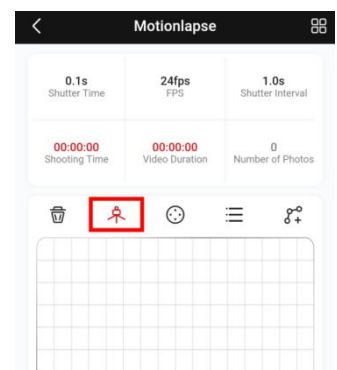 Motionlapse
0.1s 24fps 1.0s
Shutter Time FPS Shutter Interval
00:00:00 00:00:00 0
Shooting Time Video Duration Number of Photos